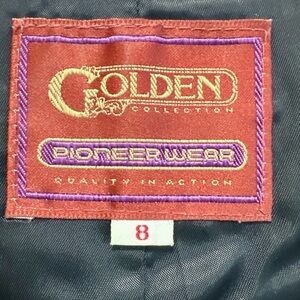 GOLDEN
COLLECTION
PIONEER WEAR
QUALITY IN ACTION
8